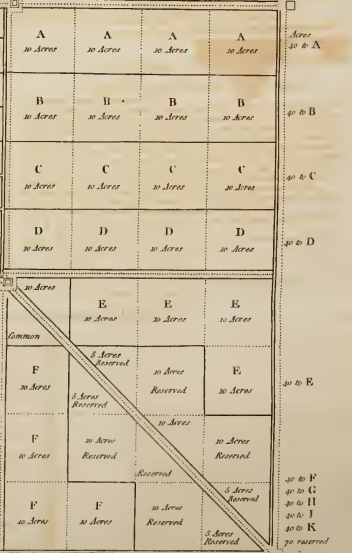 A A A A
10 Acres 10 Acres 10 Acres 10 Acres
Acres
40 to A
B B B B
10 Acres 10 Acres 10 Acres 10 Acres
40 to B
C C C C
10 Acres 10 Acres 10 Acres 10 Acres
40 to C
D D D D
10 Acres 10 Acres 10 Acres 10 Acres
40 to D
10 Acres
Common
E E E
10 Acres 10 Acres 10 Acres
5 Acres
Reserved
F
10 Acres
5 Acres
Reserved
10 Acres
Reserved
E
10 Acres
40 to E
10 Acres
Reserved
F
10 Acres
10 Acres
Reserved
10 Acres
Reserved
5 Acres
Reserved
F F
10 Acres 10 Acres
10 Acres
Reserved
5 Acres
Reserved
40 to F
40 to G
40 to H
40 to J
40 to K
70 reserved